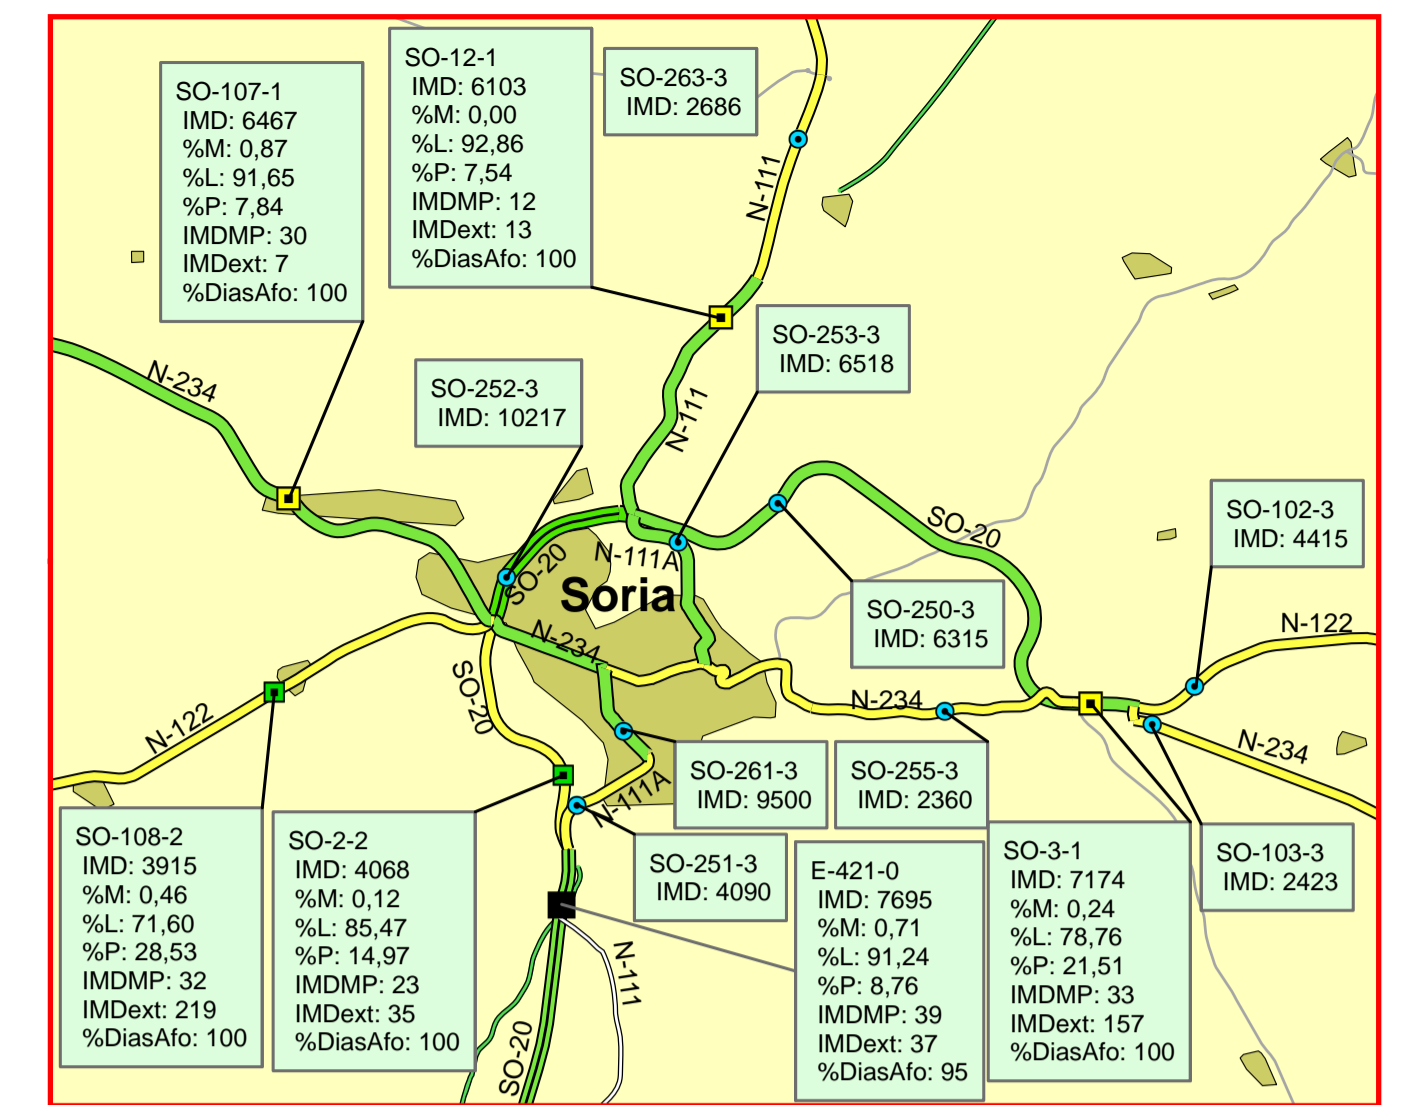 SO-12-1
IMD: 6103
%M: 0,00
%L: 92,86
%P: 7,54
IMDMP: 12
IMDext: 13
%DiasAfo: 100
SO-263-3
IMD: 2686
SO-107-1
IMD: 6467
%M: 0,87
%L: 91,65
%P: 7,84
IMDMP: 30
IMDext: 7
%DiasAfo: 100
N-111
SO-253-3
IMD: 6518
N-234
SO-252-3
IMD: 10217
N-111
SO-102-3
IMD: 4415
SO-20
N-111A
SO-20
Soria
SO-250-3
IMD: 6315
N-122
N-234
SO-20
N-234
N-122
N-234
SO-261-3
IMD: 9500
SO-255-3
IMD: 2360
N-111A
SO-108-2
IMD: 3915
%M: 0,46
%L: 71,60
%P: 28,53
IMDMP: 32
IMDext: 219
%DiasAfo: 100
SO-2-2
IMD: 4068
%M: 0,12
%L: 85,47
%P: 14,97
IMDMP: 23
IMDext: 35
%DiasAfo: 100
SO-251-3
IMD: 4090
E-421-0
IMD: 7695
%M: 0,71
%L: 91,24
%P: 8,76
IMDMP: 39
IMDext: 37
%DiasAfo: 95
SO-3-1
IMD: 7174
%M: 0,24
%L: 78,76
%P: 21,51
IMDMP: 33
IMDext: 157
%DiasAfo: 100
SO-103-3
IMD: 2423
N-111
SO-20